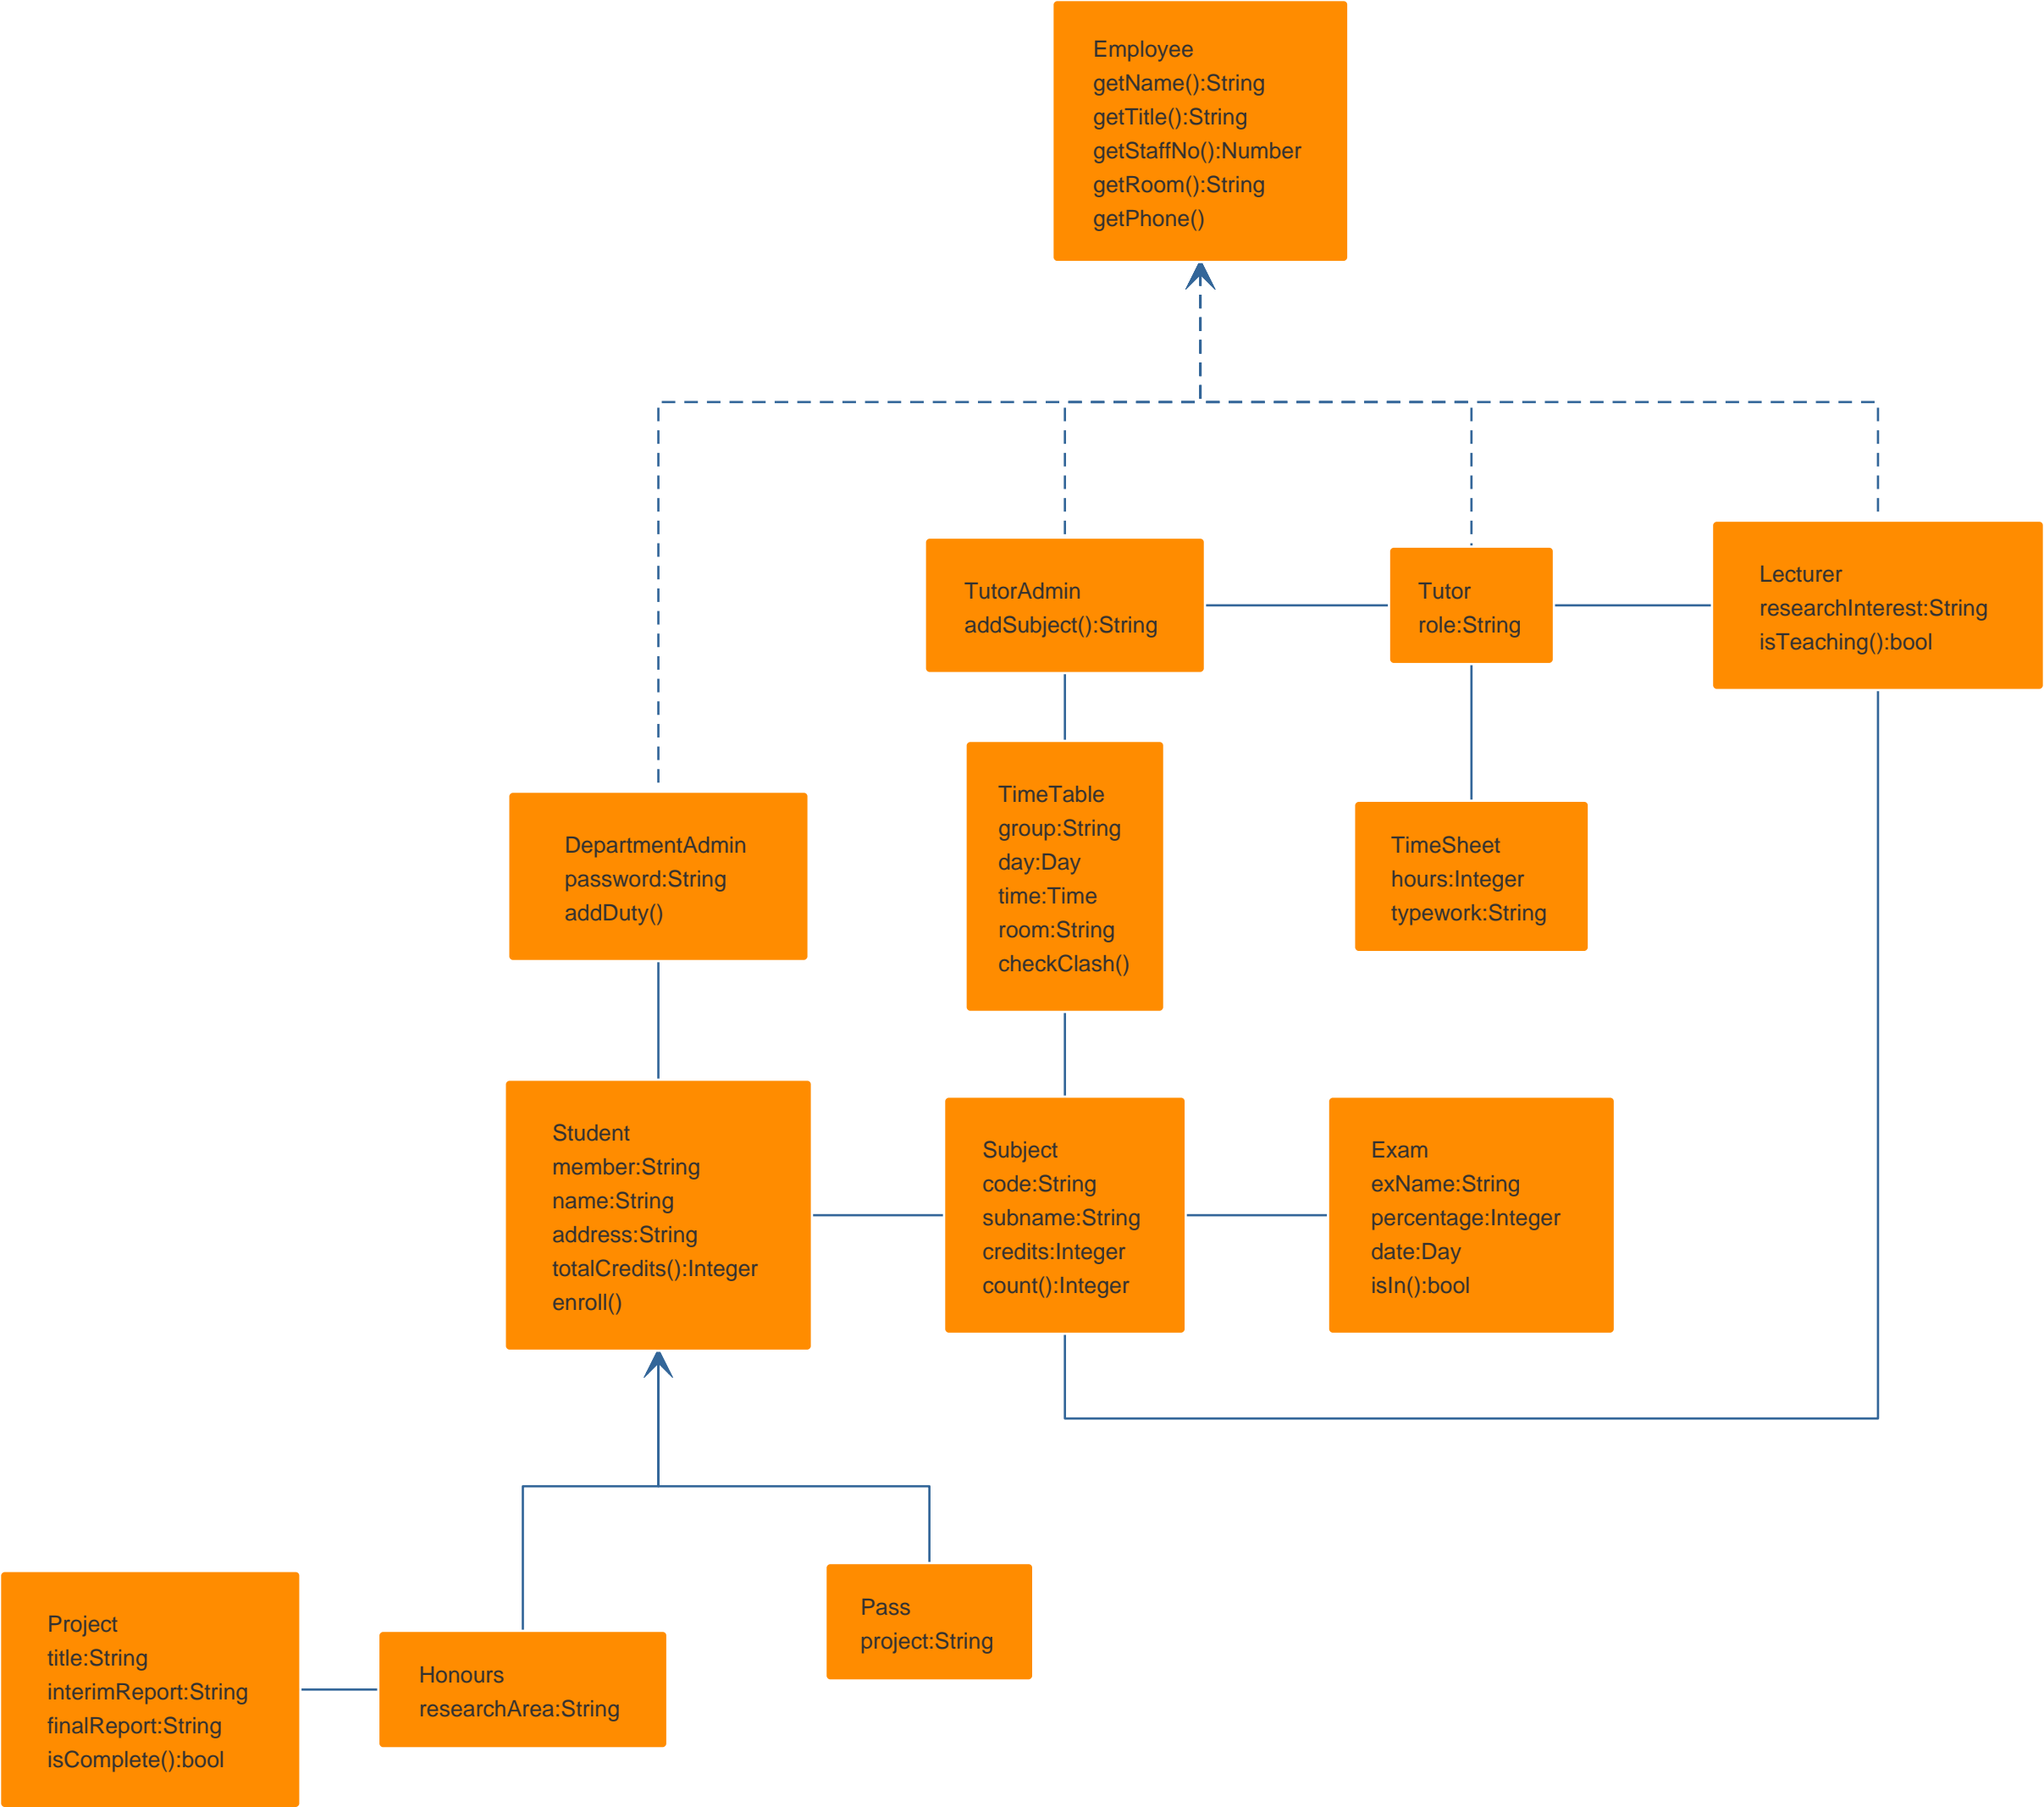 Employee
getName():String
getTitle():String
getStaffNo():Number
getRoom():String
getPhone()
TutorAdmin
addSubject():String
Tutor
role:String
Lecturer
researchInterest:String
isTeaching():bool
DepartmentAdmin
password:String
addDuty()
TimeTable
group:String
day:Day
time:Time
room:String
checkClash()
TimeSheet
hours:Integer
typework:String
Student
member:String
name:String
address:String
totalCredits():Integer
enroll()
Subject
code:String
subname:String
credits:Integer
count():Integer
Exam
exName:String
percentage:Integer
date:Day
isIn():bool
Project
title:String
interimReport:String
finalReport:String
isComplete():bool
Honours
researchArea:String
Pass
project:String